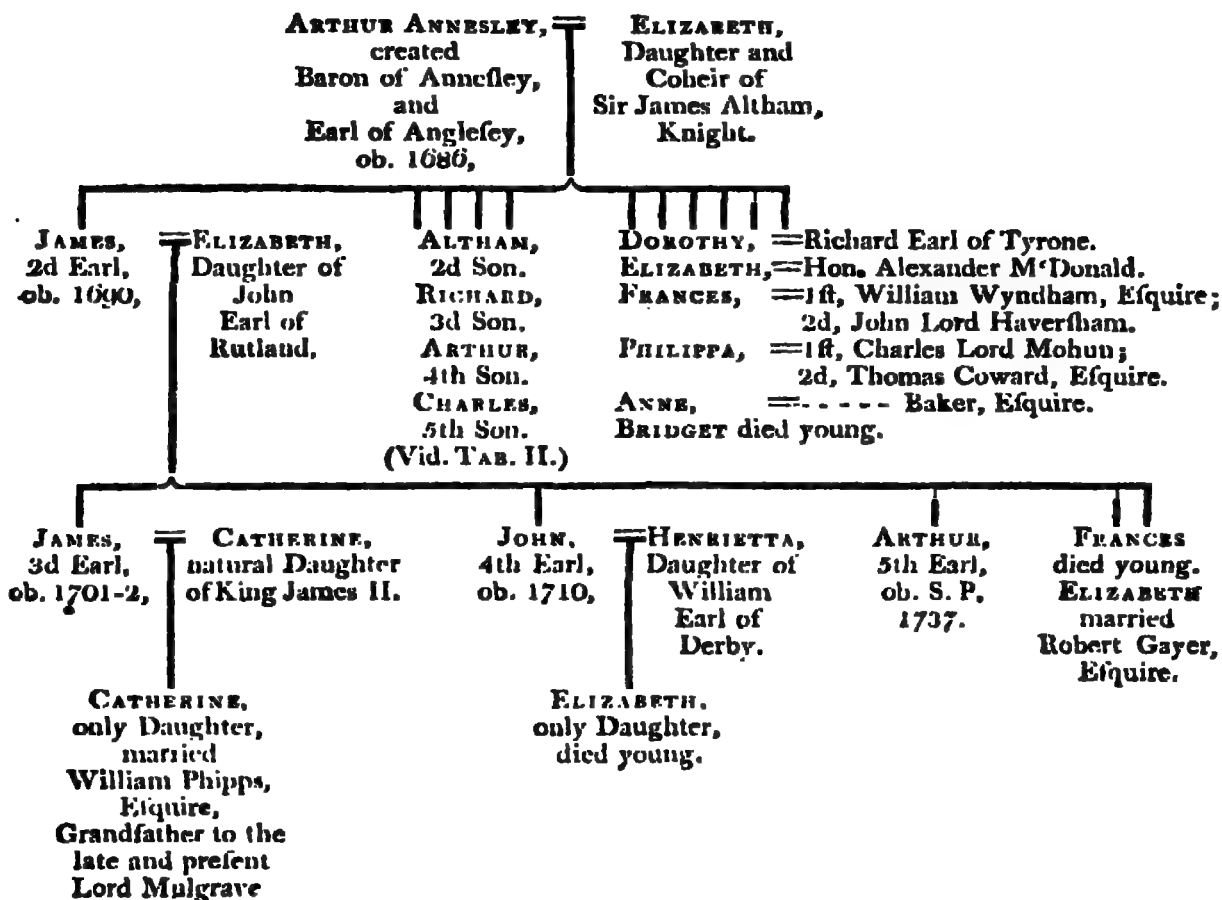 ARTHUR ANNESLEY,
created
Baron of Anneſley,
and
Earl of Angleſey,
ob. 1686,
ELIZABETH,
Daughter and
Coheir of
Sir James Altham,
Knight.
JAMES,
2d Earl,
ob. 1690,
ELIZABETH,
Daughter of
John
Earl of
Rutland.
ALTHAM,
2d Son.
RICHARD,
3d Son.
ARTHUR,
4th Son.
CHARLES,
5th Son.
(Vid. TAB. II.)
DOROTHY, =Richard Earl of Tyrone.
ELIZABETH,=Hon. Alexander M‘Donald.
FRANCES, =1ſt, William Wyndham, Eſquire;
2d, John Lord Haverſham.
PHILIPPA, =1ſt, Charles Lord Mohun;
2d, Thomas Coward, Eſquire.
ANNE, =- - - - - Baker, Eſquire.
BRIDGET died young.
JAMES,
3d Earl,
ob. 1701-2,
CATHERINE,
natural Daughter
of King James II.
JOHN,
4th Earl,
ob. 1710,
HENRIETTA,
Daughter of
William
Earl of
Derby.
ARTHUR,
5th Earl,
ob. S. P.
1737.
FRANCES
died young.
ELIZABETH
married
Robert Gayer,
Eſquire.
CATHERINE,
only Daughter,
married
William Phipps,
Eſquire,
Grandfather to the
late and preſent
Lord Mulgrave
ELIZABETH,
only Daughter,
died young.